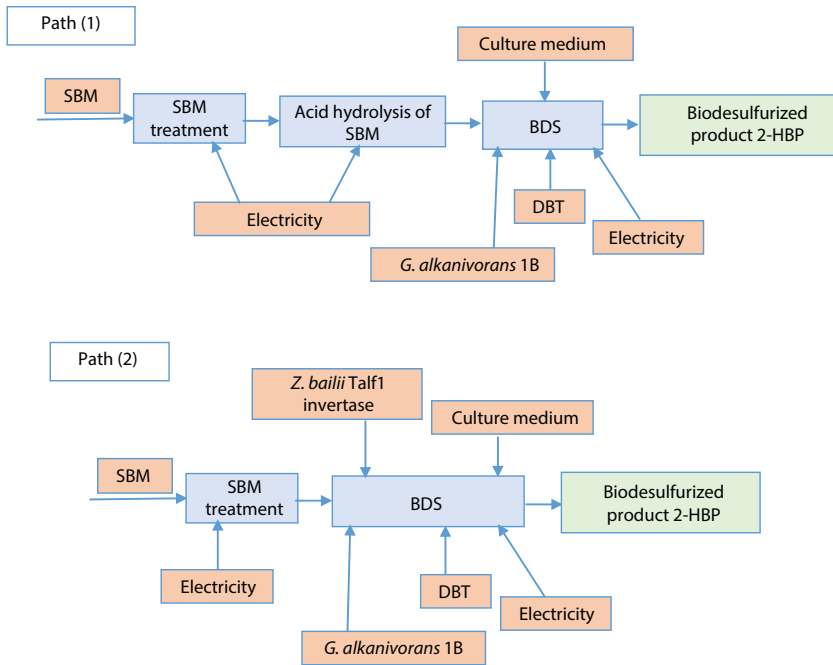 Path (1)
Culture medium
SBM
SBM
treatment
Acid hydrolysis of
SBM
BDS
Biodesulfurized
product 2-HBP
Electricity
DBT
Electricity
G. alkanivorans 1B
Path (2)
Z. bailii Talf1
invertase
Culture medium
SBM
SBM
treatment
BDS
Biodesulfurized
product 2-HBP
Electricity
DBT
Electricity
G. alkanivorans 1B